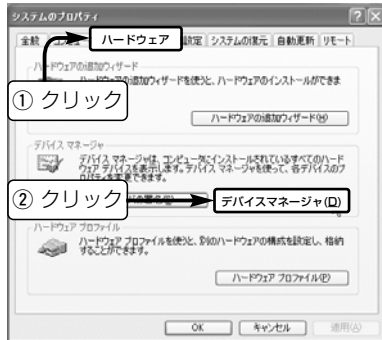 システムのプロパティ
全般 ハードウェア 設定 システムの復元 自動更新 リモート
ハードウェアの追加ウィザード
ハードウェアの追加ウィザードを使うと、ハードウェアのインストールができま
① クリック
ハードウェアの追加ウィザード(H)
デバイス マネージャ
デバイス マネージャは、コンピュータにインストールされているすべてのハード
ウェア デバイスを表示します。デバイス マネージャを使って、各デバイスのプ
ロパティを変更できます。
② クリック
デバイスマネージャ(D)
ハードウェア プロファイル
ハードウェア プロファイルを使うと、別のハードウェアの構成を設定し、格納
することができます。
ハードウェア プロファイル(P)
OK キャンセル 適用(A)